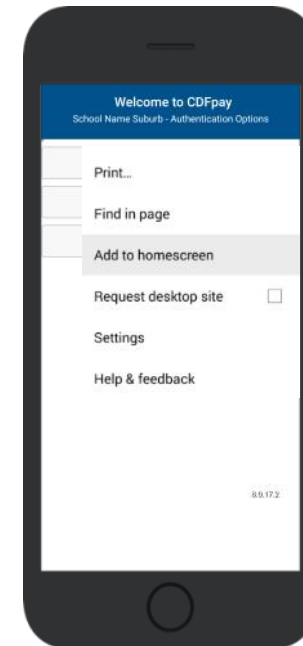 Welcome to CDFpay
School Name Suburb - Authentication Options
Print...
Find in page
Add to homescreen
Request desktop site
Settings
Help & feedback
8.9.17.2